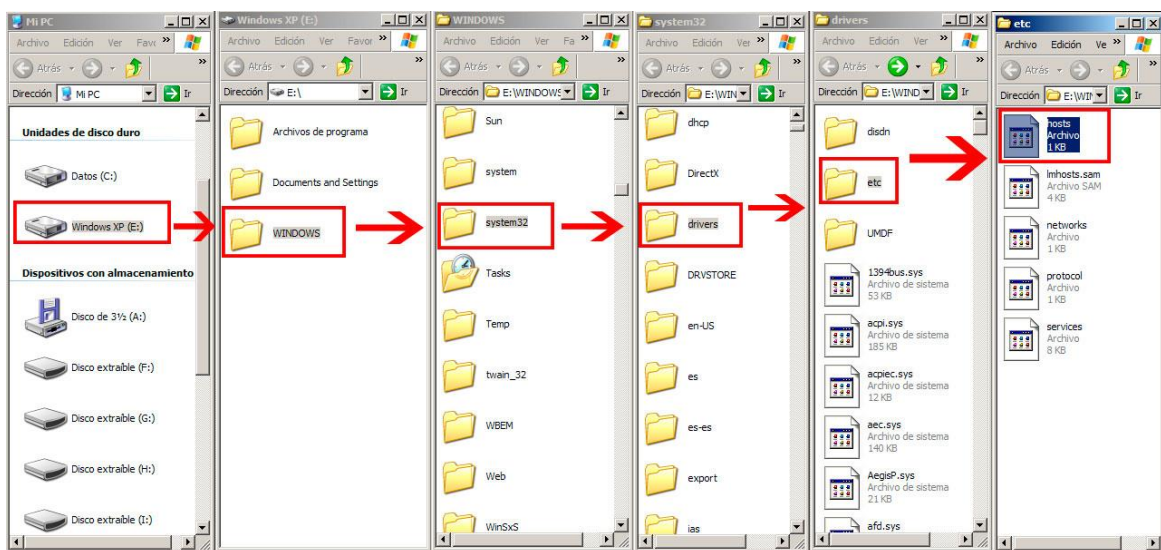 Mi PC
Archivo Edición Ver Favo »
Atrás »
Dirección Mi PC Ir
Unidades de disco duro
Datos (C:)
Windows XP (E:)
Dispositivos con almacenamiento
Disco de 3½ (A:)
Disco extraíble (F:)
Disco extraíble (G:)
Disco extraíble (H:)
Disco extraíble (I:)
Windows XP (E:)
Archivo Edición Ver Favor »
Atrás »
Dirección E:\ Ir
Archivos de programa
Documents and Settings
WINDOWS
WINDOWS
Archivo Edición Ver Fa »
Atrás »
Dirección E:\WINDOWS Ir
Sun
system
system32
Tasks
Temp
twain_32
WBEM
Web
WinSxS
system32
Archivo Edición Ver »
Atrás »
Dirección E:\WIN Ir
dhcp
DirectX
drivers
DRVSTORE
en-US
es
es-es
export
ias
drivers
Archivo Edición Ver »
Atrás »
Dirección E:\WIND Ir
disdn
etc
UMDF
1394bus.sys
Archivo de sistema
53 KB
acpi.sys
Archivo de sistema
185 KB
acpiec.sys
Archivo de sistema
12 KB
aec.sys
Archivo de sistema
140 KB
AegisP.sys
Archivo de sistema
21 KB
afd.sys
etc
Archivo Edición Ve »
Atrás »
Dirección E:\WIN Ir
hosts
Archivo
1 KB
lmhosts.sam
Archivo SAM
4 KB
networks
Archivo
1 KB
protocol
Archivo
1 KB
services
Archivo
8 KB